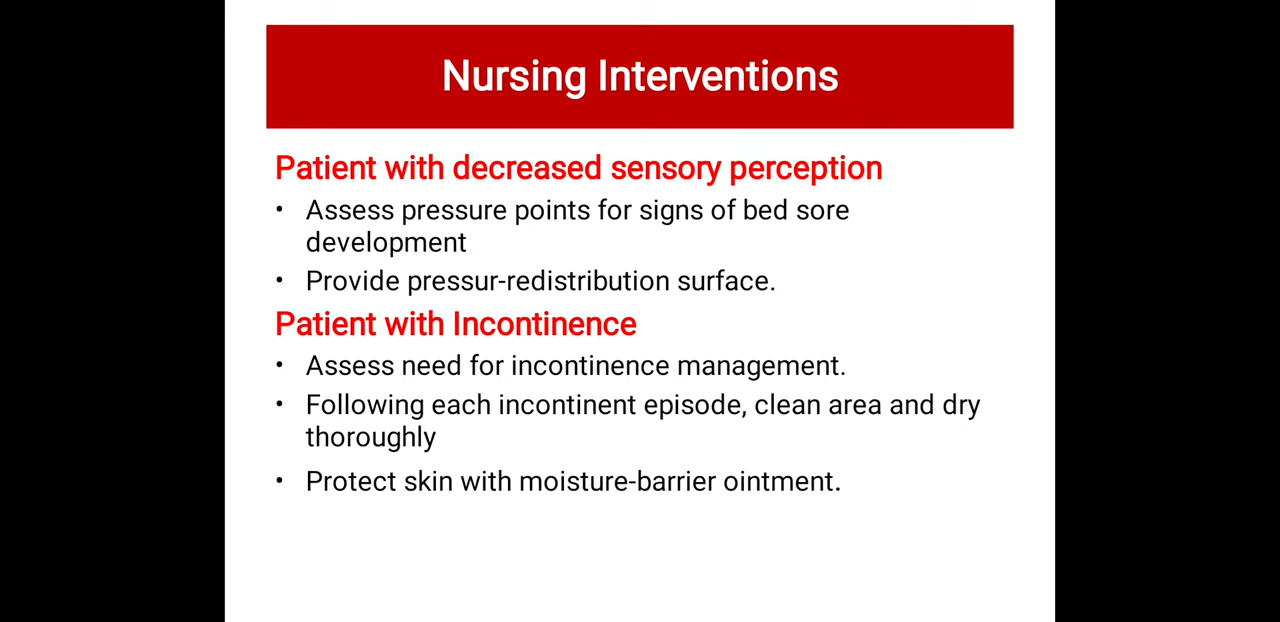 Nursing Interventions
Patient with decreased sensory perception
• Assess pressure points for signs of bed sore
development
• Provide pressur-redistribution surface.
Patient with Incontinence
• Assess need for incontinence management.
• Following each incontinent episode, clean area and dry
thoroughly
• Protect skin with moisture-barrier ointment.